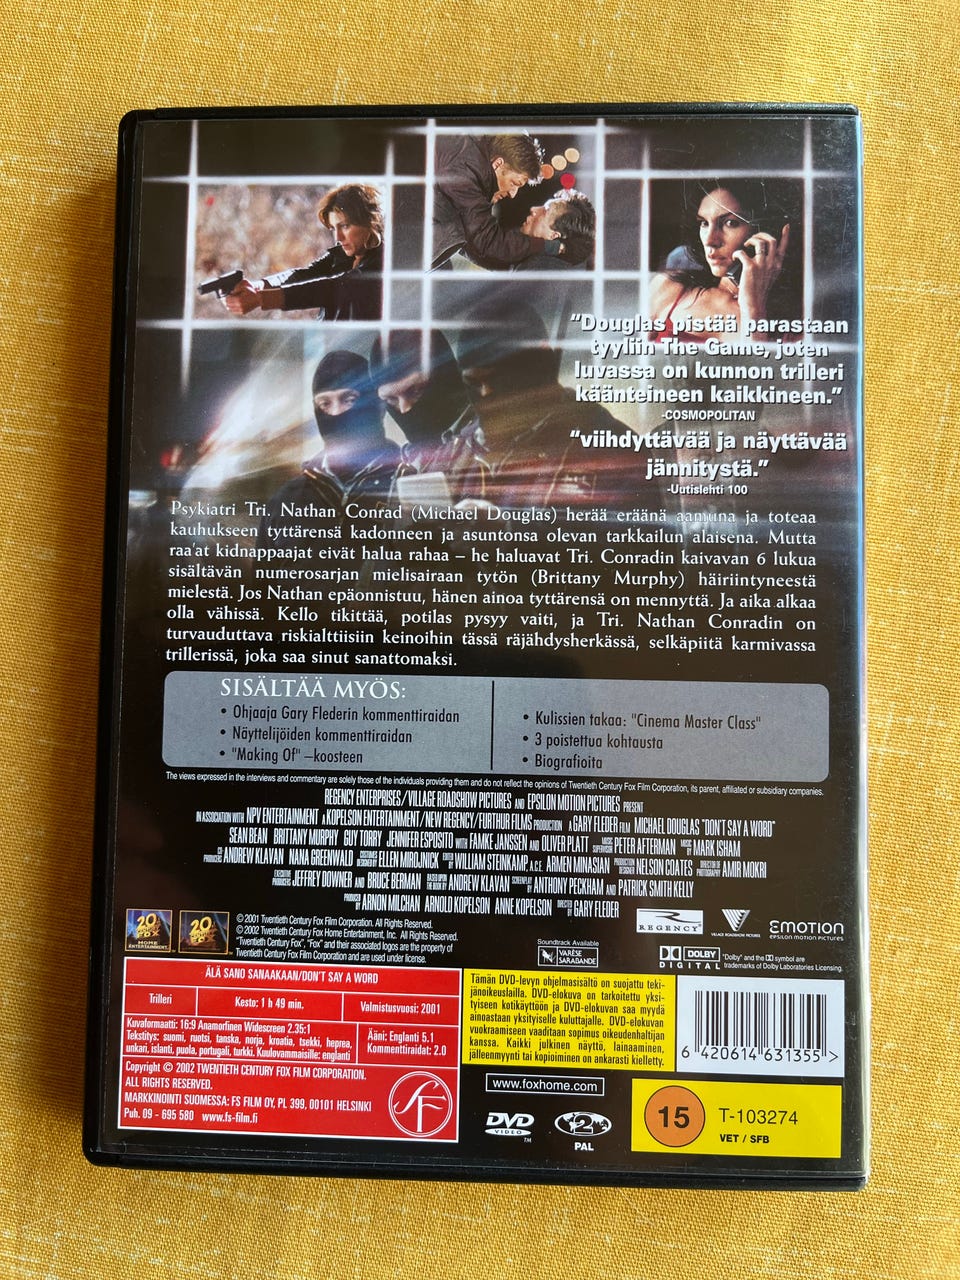 "Douglas pistää parastaan
tyyliin The Game, joten
luvassa on kunnon trilleri
käänteineen kaikkineen."
-COSMOPOLITAN
"viihdyttävää ja näyttävää
jännitystä."
-Uutislehti 100
Psykiatri Tri. Nathan Conrad (Michael Douglas) herää eräänä aamuna ja toteaa
kauhukseen tyttärensä kadonneen ja asuntonsa olevan tarkkailun alaisena. Mutta
raa'at kidnappaajat eivät halua rahaa – he haluavat Tri. Conradin kaivavan 6 lukua
sisältävän numerosarjan mielisairaan tytön (Brittany Murphy) häiriintyneestä
mielestä. Jos Nathan epäonnistuu, hänen ainoa tyttärensä on mennyttä. Ja aika alkaa
olla vähissä. Kello tikittää, potilas pysyy vaiti, ja Tri. Nathan Conradin on
turvauduttava riskialttiisiin keinoihin tässä räjähdysherkässä, selkäpiitä karmivassa
trillerissä, joka saa sinut sanattomaksi.
SISÄLTÄÄ MYÖS:
• Ohjaaja Gary Flederin kommenttiraidan
• Näyttelijöiden kommenttiraidan
• "Making Of" –koosteen
• Kulissien takaa: "Cinema Master Class"
• 3 poistettua kohtausta
• Biografioita
The views expressed in the interviews and commentary are solely those of the individuals providing them and do not reflect the opinions of Twentieth Century Fox Film Corporation, its parent, affiliated or subsidiary companies.
REGENCY ENTERPRISES/VILLAGE ROADSHOW PICTURES AND EPSILON MOTION PICTURES PRESENT
IN ASSOCIATION WITH NPV ENTERTAINMENT A KOPELSON ENTERTAINMENT/NEW REGENCY/FURTHUR FILMS PRODUCTION A GARY FLEDER FILM MICHAEL DOUGLAS "DON'T SAY A WORD"
SEAN BEAN BRITTANY MURPHY GUY TORRY JENNIFER ESPOSITO WITH FAMKE JANSSEN AND OLIVER PLATT MUSIC SUPERVISOR PETER AFTERMAN MUSIC BY MARK ISHAM
CO-PRODUCERS ANDREW KLAVAN NANA GREENWALD COSTUMES DESIGNED BY ELLEN MIROJNICK EDITED BY WILLIAM STEINKAMP, A.C.E. ARMEN MINASIAN PRODUCTION DESIGNER NELSON COATES DIRECTOR OF PHOTOGRAPHY AMIR MOKRI
EXECUTIVE PRODUCERS JEFFREY DOWNER AND BRUCE BERMAN BASED UPON THE BOOK BY ANDREW KLAVAN SCREENPLAY BY ANTHONY PECKHAM AND PATRICK SMITH KELLY
PRODUCED BY ARNON MILCHAN ARNOLD KOPELSON ANNE KOPELSON DIRECTED BY GARY FLEDER
20th CENTURY FOX HOME ENTERTAINMENT
20th CENTURY FOX
© 2001 Twentieth Century Fox Film Corporation. All Rights Reserved.
© 2002 Twentieth Century Fox Home Entertainment, Inc. All Rights Reserved.
"Twentieth Century Fox", "Fox" and their associated logos are the property of
Twentieth Century Fox Film Corporation and are used under license.
Soundtrack Available
VARÈSE SARABANDE
REGENCY
VILLAGE ROADSHOW PICTURES
EMOTION
EPSILON MOTION PICTURES
DOLBY DIGITAL
"Dolby" and the DD symbol are
trademarks of Dolby Laboratories Licensing.
ÄLÄ SANO SANAAKAAN/DON'T SAY A WORD
Trilleri
Kesto: 1 h 49 min.
Valmistusvuosi: 2001
Kuvaformaatti: 16:9 Anamorfinen Widescreen 2.35:1
Tekstitys: suomi, ruotsi, tanska, norja, kroatia, tsekki, heprea,
unkari, islanti, puola, portugali, turkki. Kuulovammaisille: englanti
Ääni: Englanti 5.1
Kommentiraidat: 2.0
Copyright © 2002 TWENTIETH CENTURY FOX FILM CORPORATION.
ALL RIGHTS RESERVED.
MARKKINOINTI SUOMESSA: FS FILM OY, PL 399, 00101 HELSINKI
Puh. 09 - 695 580 www.fs-film.fi
SF
Tämän DVD-levyn ohjelmasisältö on suojattu teki-
jänoikeuslailla. DVD-elokuva on tarkoitettu yksi-
tyiseen kotikäyttöön ja DVD-elokuvan saa myydä
ainoastaan yksityiselle kuluttajalle. DVD-elokuvan
vuokraamiseen vaaditaan sopimus oikeudenhaltijan
kanssa. Kaikki julkinen näyttö, lainaaminen,
jälleenmyynti tai kopioiminen on ankarasti kielletty.
6 420614 631355 >
www.foxhome.com
DVD VIDEO ™
2
PAL
15
T-103274
VET / SFB